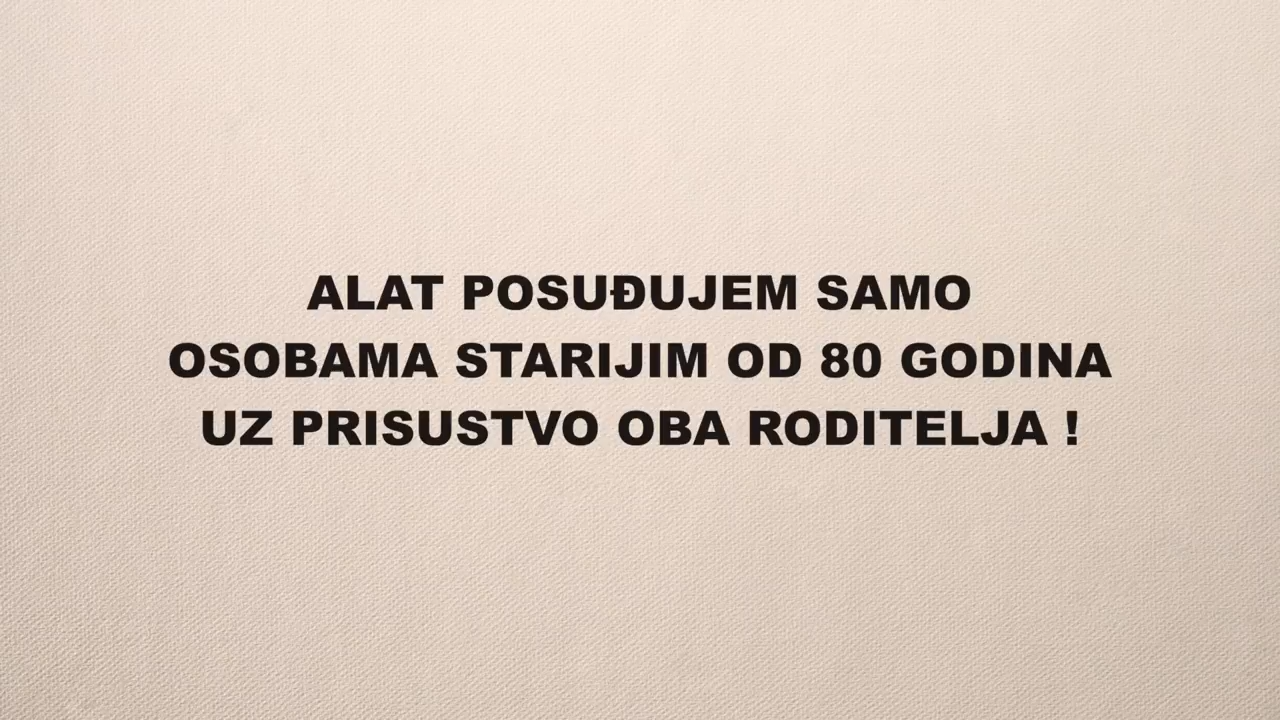 ALAT POSUĐUJEM SAMO
OSOBAMA STARIJIM OD 80 GODINA
UZ PRISUSTVO OBA RODITELJA !